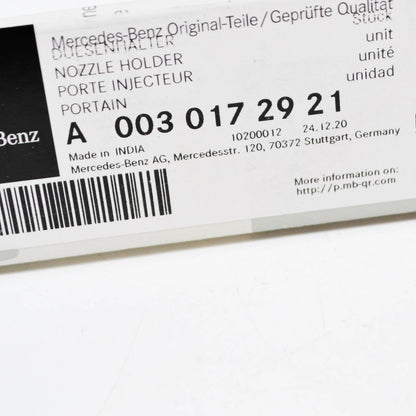 Mercedes-Benz Original-Teile/Geprüfte Qualität
DUESENHALTER Stück
NOZZLE HOLDER unit
PORTE INJECTEUR unité
PORTAIN unidad
Benz
A 003 017 29 21
10200012 24.12.20
Made in INDIA
Mercedes-Benz AG, Mercedesstr. 120, 70372 Stuttgart, Germany
More information on:
http://p.mb-qr.com/